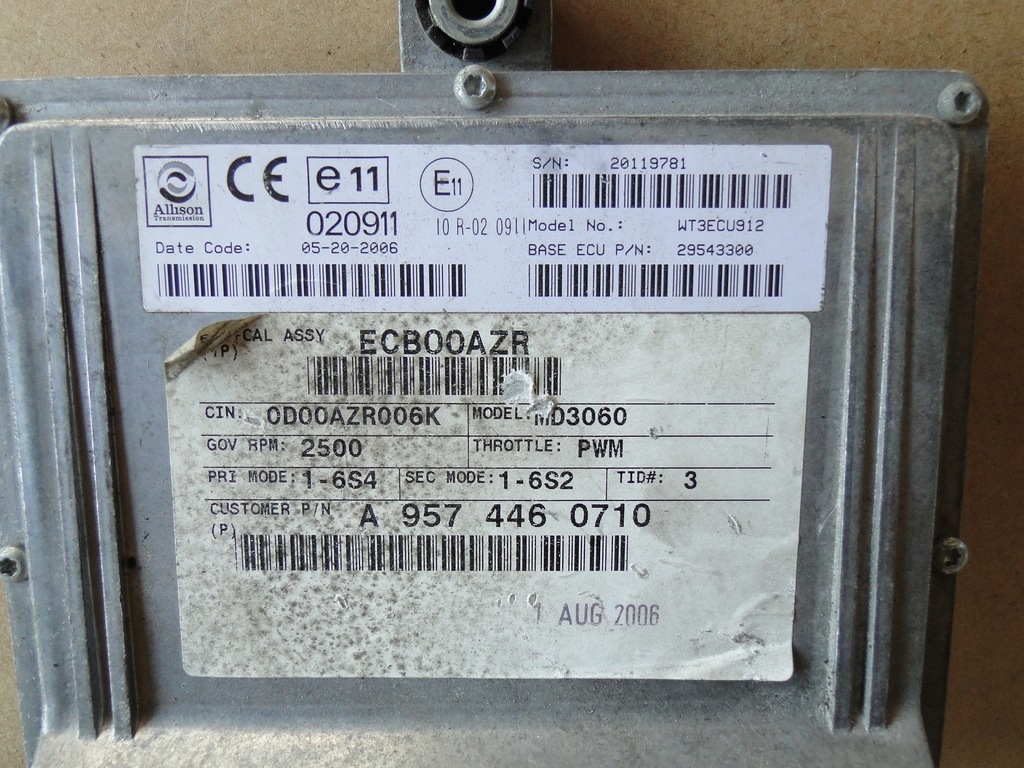 Allison
Transmission
CE
e11
020911
E11
10 R-02 0911
S/N: 20119781
Model No.: WT3ECU912
Date Code: 05-20-2006
BASE ECU P/N: 29543300
CAL ASSY ECB00AZR
CIN: 0D00AZR006K MODEL: MD3060
GOV RPM: 2500 THROTTLE: PWM
PRI MODE: 1-6S4 SEC MODE: 1-6S2 TID#: 3
CUSTOMER P/N A 957 446 0710
(P)
1 AUG 2006